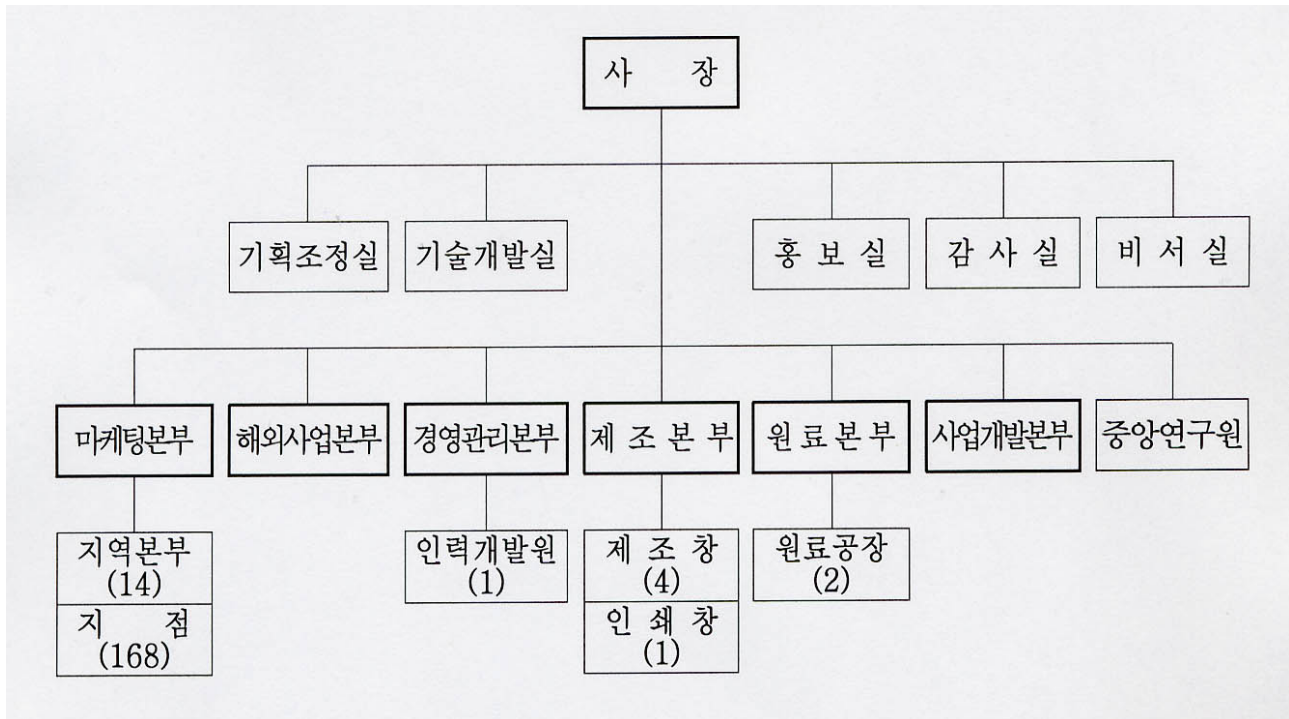 사 장
기획조정실 기술개발실 홍 보 실 감 사 실 비 서 실
마케팅본부 해외사업본부 경영관리본부 제 조 본 부 원 료 본 부 사업개발본부 중앙연구원
지역본부 인력개발원 제 조 창 원료공장
(14) (1) (4) (2)
지 점 인 쇄 창
(168) (1)